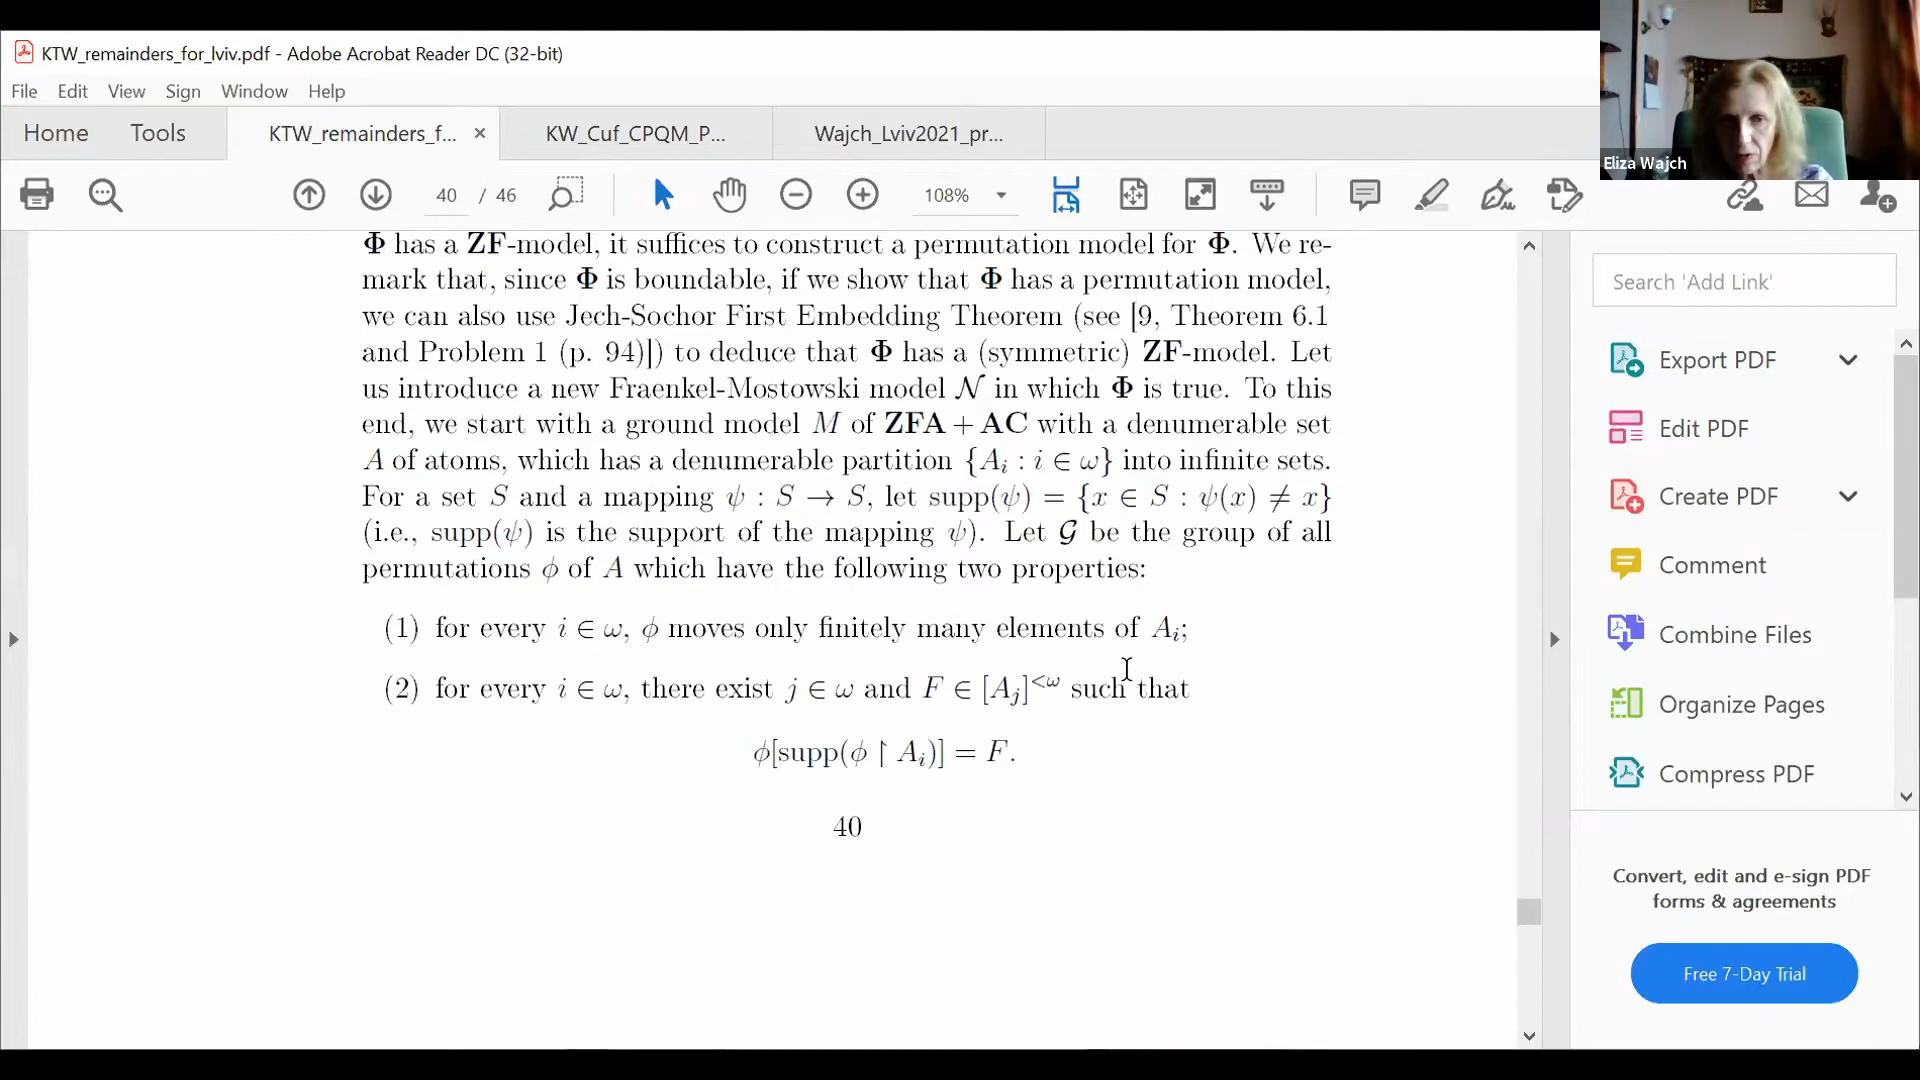 KTW_remainders_for_lviv.pdf - Adobe Acrobat Reader DC (32-bit)
File Edit View Sign Window Help
Home Tools KTW_remainders_f... × KW_Cuf_CPQM_P... Wajch_Lviv2021_pr...
Eliza Wajch
40 / 46 108%
Φ has a ZF-model, it suffices to construct a permutation model for Φ. We re-
mark that, since Φ is boundable, if we show that Φ has a permutation model,
we can also use Jech-Sochor First Embedding Theorem (see [9, Theorem 6.1
and Problem 1 (p. 94)]) to deduce that Φ has a (symmetric) ZF-model. Let
us introduce a new Fraenkel-Mostowski model 𝒩 in which Φ is true. To this
end, we start with a ground model M of ZFA + AC with a denumerable set
A of atoms, which has a denumerable partition {Aᵢ : i ∈ ω} into infinite sets.
For a set S and a mapping ψ : S → S, let supp(ψ) = {x ∈ S : ψ(x) ≠ x}
(i.e., supp(ψ) is the support of the mapping ψ). Let 𝒢 be the group of all
permutations ϕ of A which have the following two properties:
(1) for every i ∈ ω, ϕ moves only finitely many elements of Aᵢ;
(2) for every i ∈ ω, there exist j ∈ ω and F ∈ [Aⱼ]^{<ω} such that
ϕ[supp(ϕ ↾ Aᵢ)] = F.
40
Search 'Add Link'
Export PDF
Edit PDF
Create PDF
Comment
Combine Files
Organize Pages
Compress PDF
Convert, edit and e-sign PDF
forms & agreements
Free 7-Day Trial